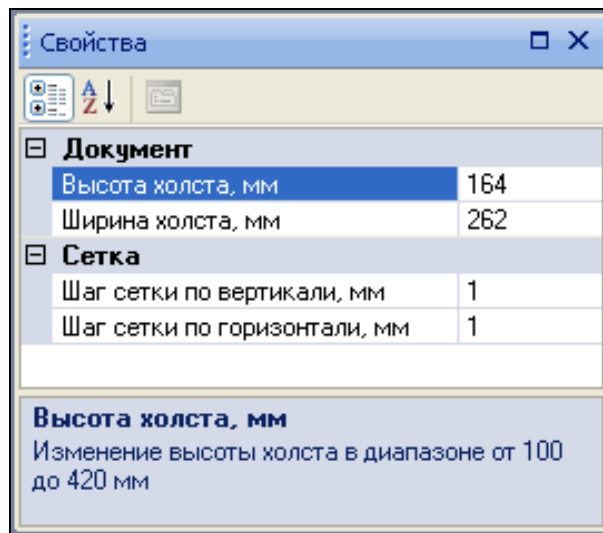 Свойства
Документ
Высота холста, мм 164
Ширина холста, мм 262
Сетка
Шаг сетки по вертикали, мм 1
Шаг сетки по горизонтали, мм 1
Высота холста, мм
Изменение высоты холста в диапазоне от 100
до 420 мм